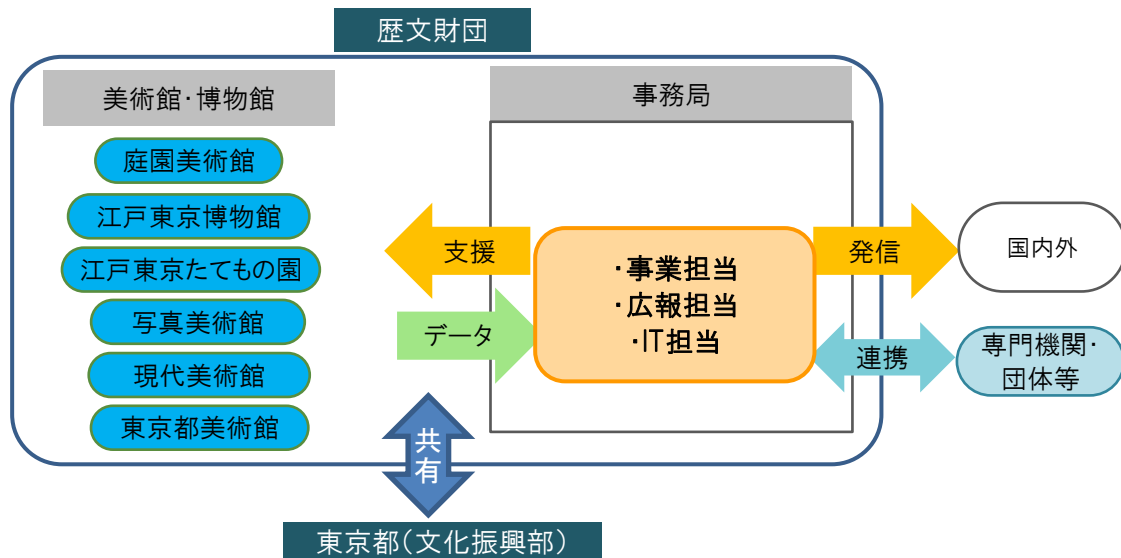 歴文財団
美術館・博物館
庭園美術館
江戸東京博物館
江戸東京たてもの園
写真美術館
現代美術館
東京都美術館
事務局
支援
データ
・事業担当
・広報担当
・IT担当
発信
連携
国内外
専門機関・
団体等
共有
東京都(文化振興部)